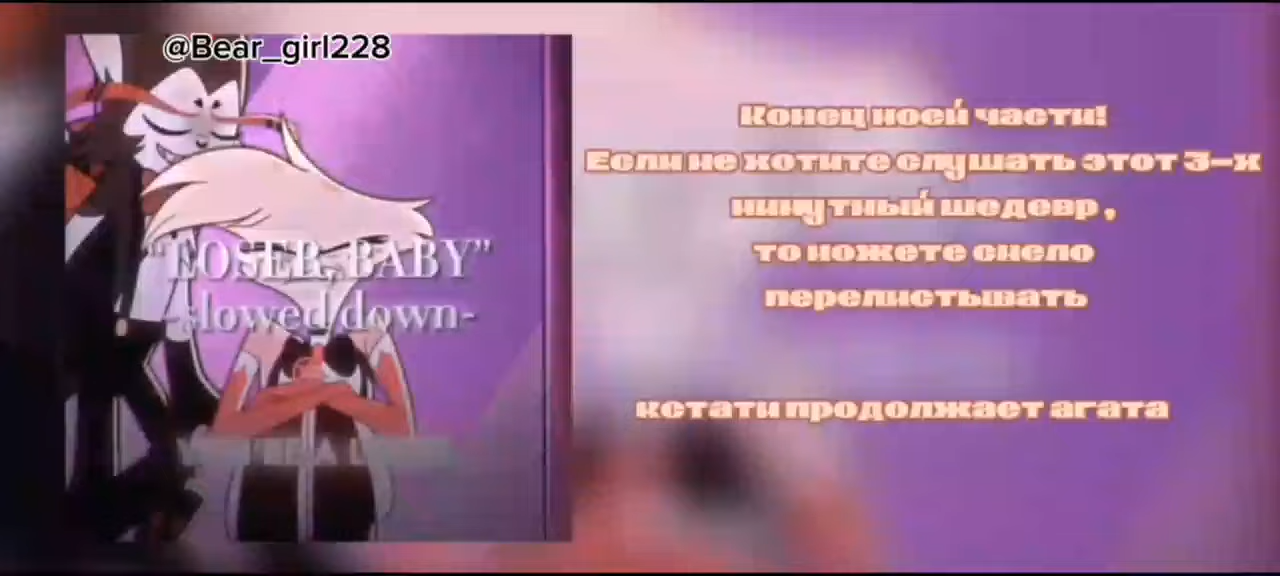 @Bear_girl228
"LOSER, BABY"
-slowed down-
Конец моей части!
Если не хотите слушать этот 3-х
минутный шедевр ,
то можете смело
перелистывать
кстати продолжает агата